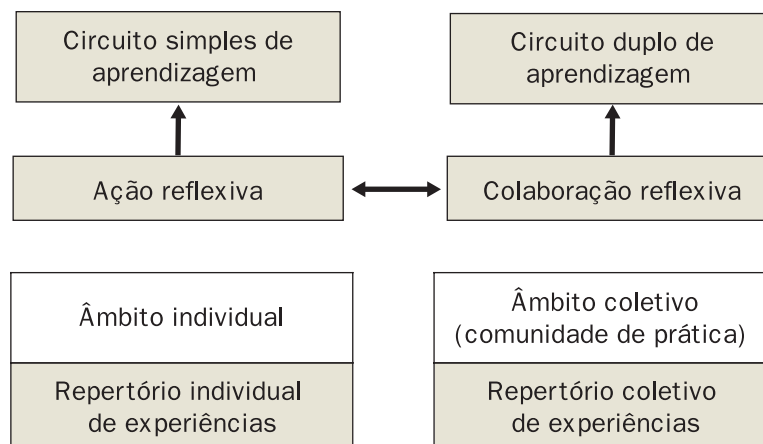 Circuito simples de
aprendizagem
Circuito duplo de
aprendizagem
Ação reflexiva
Colaboração reflexiva
Âmbito individual
Âmbito coletivo
(comunidade de prática)
Repertório individual
de experiências
Repertório coletivo
de experiências